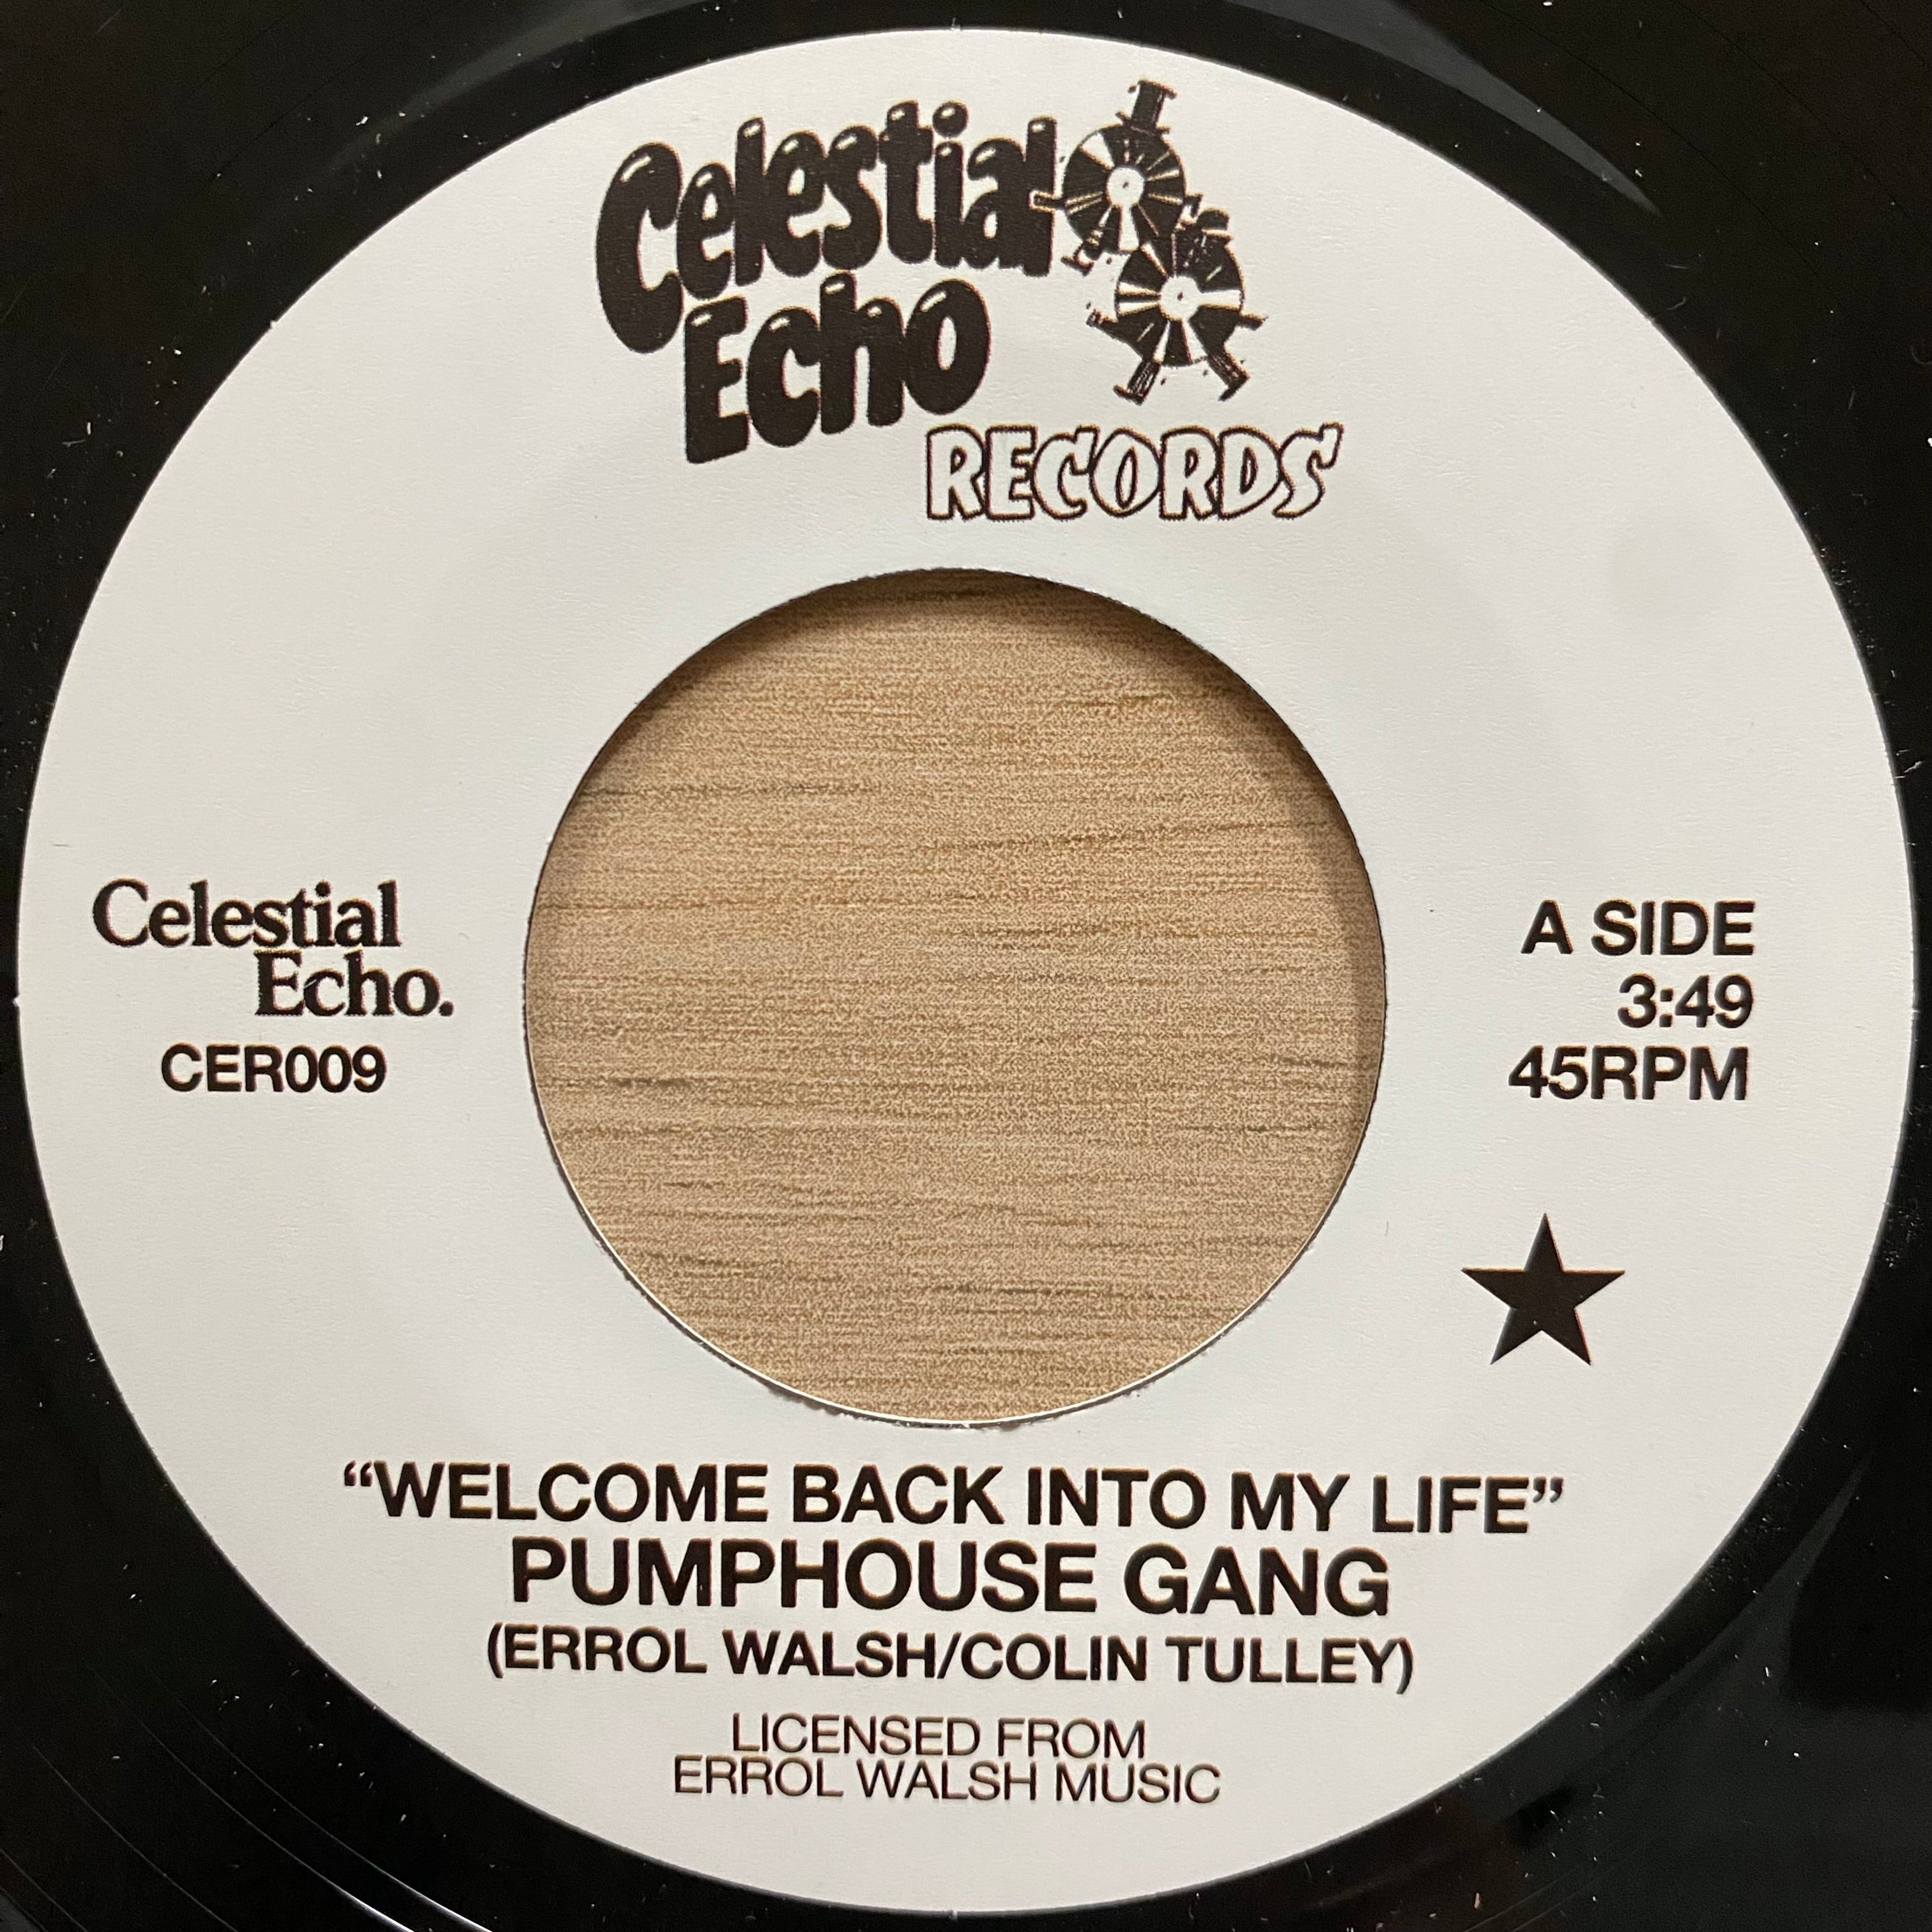 Celestial
Echo
RECORDS
Celestial
Echo.
CER009
A SIDE
3:49
45RPM
“WELCOME BACK INTO MY LIFE”
PUMPHOUSE GANG
(ERROL WALSH/COLIN TULLEY)
LICENSED FROM
ERROL WALSH MUSIC